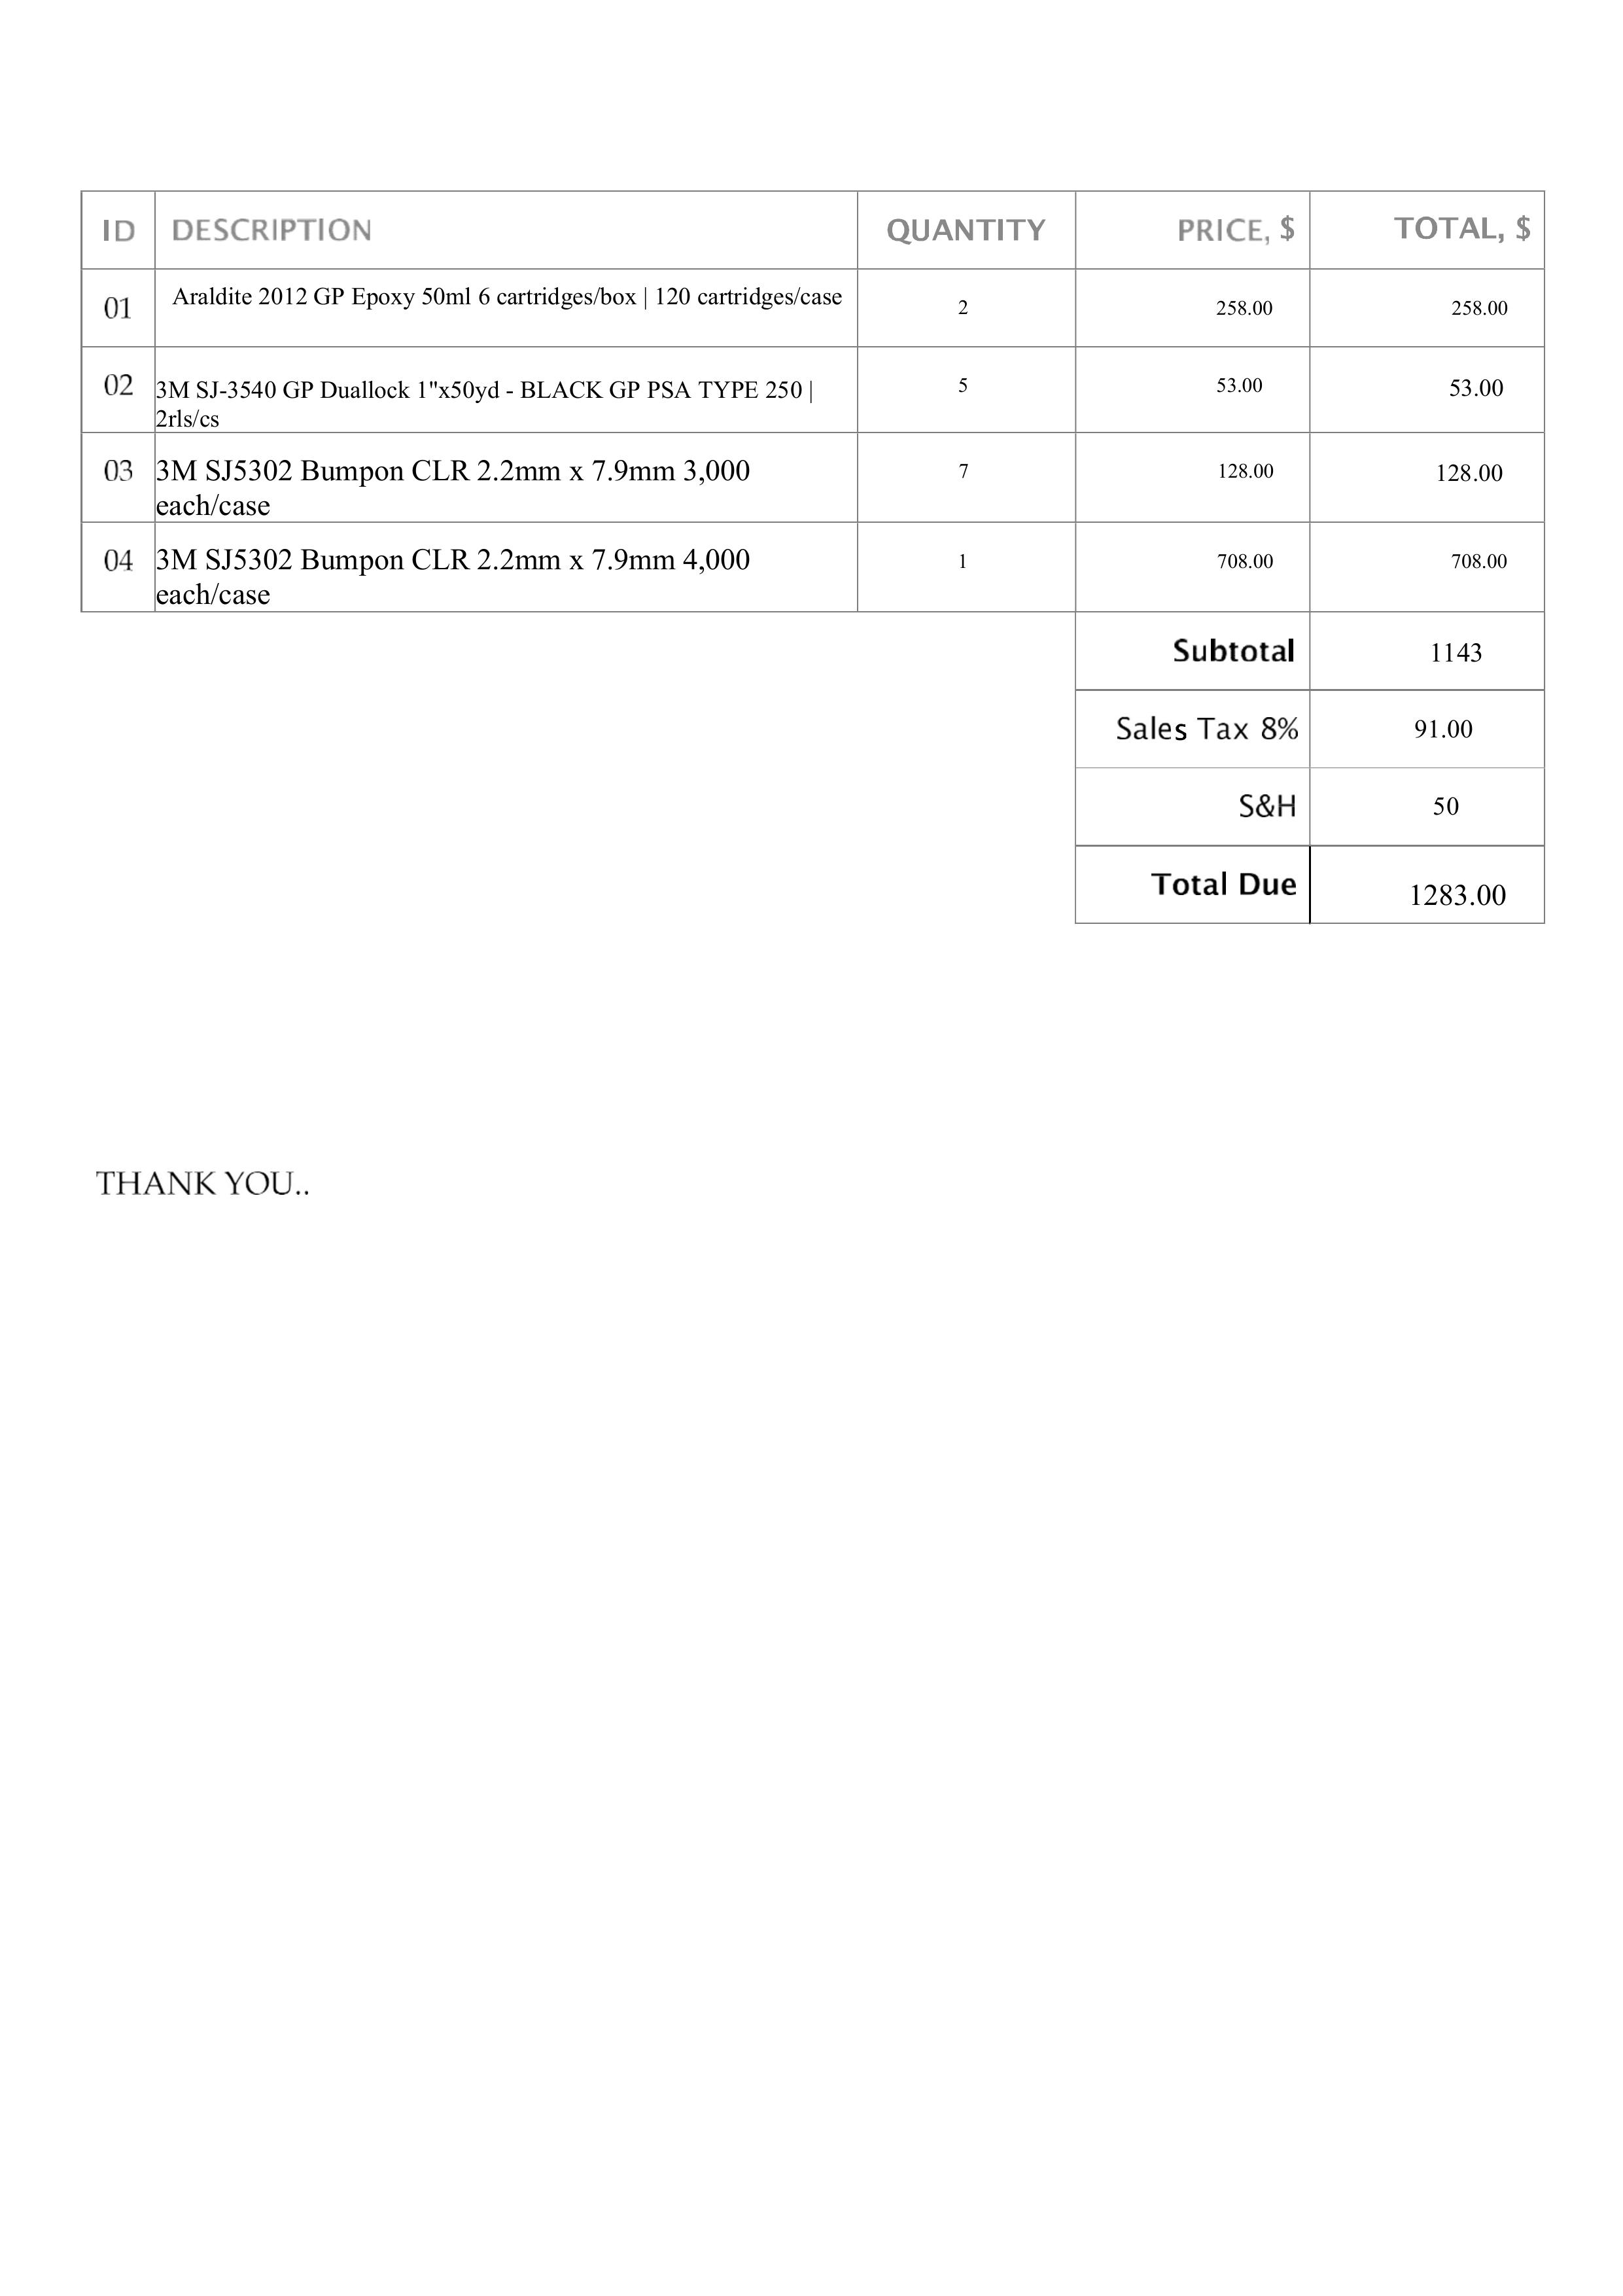 ID DESCRIPTION QUANTITY PRICE, $ TOTAL, $
01 Araldite 2012 GP Epoxy 50ml 6 cartridges/box | 120 cartridges/case 2 258.00 258.00
02 3M SJ-3540 GP Duallock 1"x50yd - BLACK GP PSA TYPE 250 | 5 53.00 53.00
2rls/cs
03 3M SJ5302 Bumpon CLR 2.2mm x 7.9mm 3,000 7 128.00 128.00
each/case
04 3M SJ5302 Bumpon CLR 2.2mm x 7.9mm 4,000 1 708.00 708.00
each/case
Subtotal 1143
Sales Tax 8% 91.00
S&H 50
Total Due 1283.00
THANK YOU..